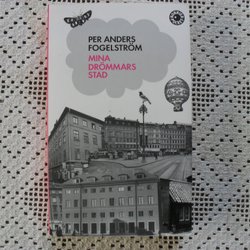 PER ANDERS
FOGELSTRÖM
MINA
DRÖMMARS
STAD